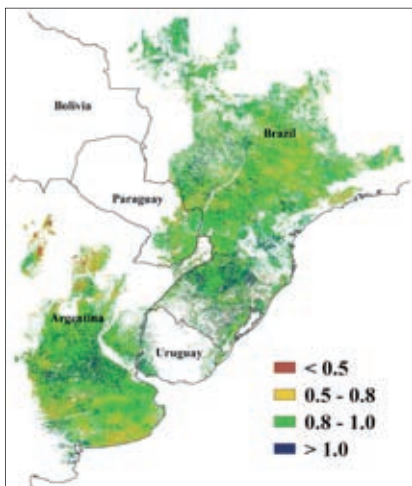 Bolivia
Brazil
Paraguay
Argentina
Uruguay
< 0.5
0.5 - 0.8
0.8 - 1.0
> 1.0